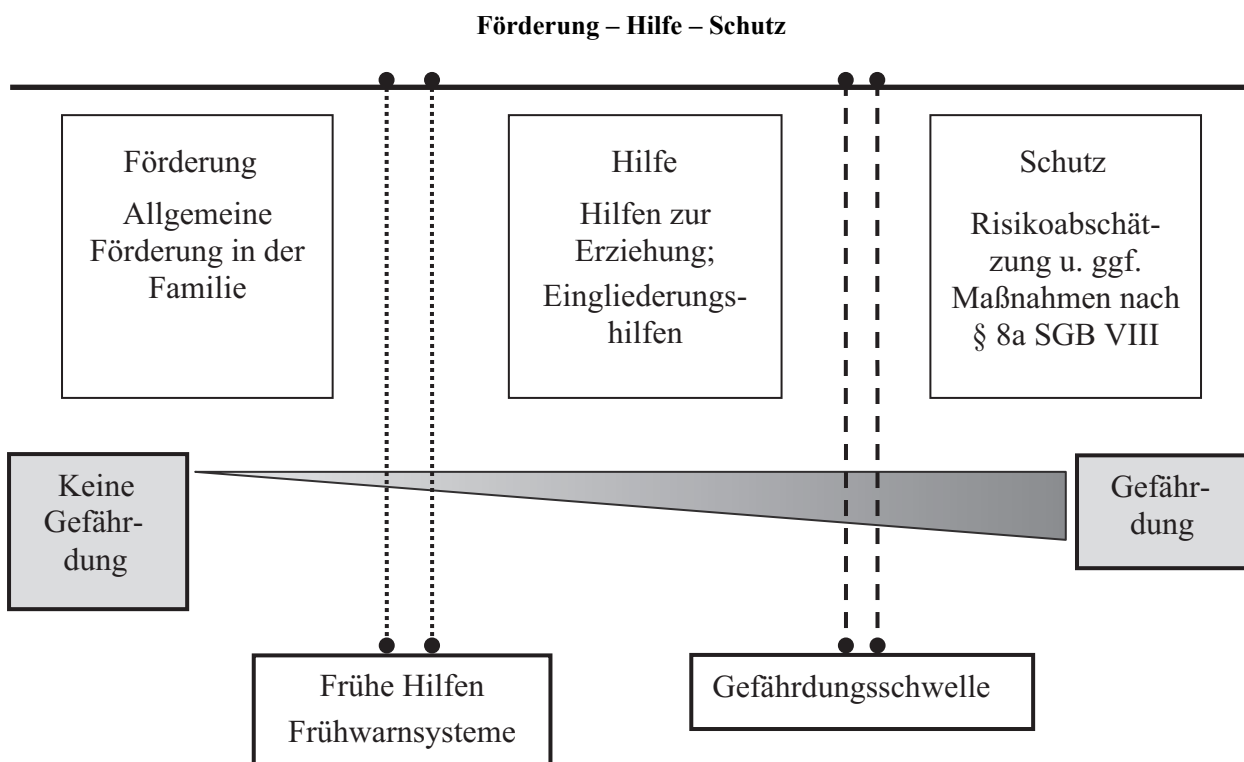 Förderung – Hilfe – Schutz
Förderung
Allgemeine
Förderung in der
Familie
Hilfe
Hilfen zur
Erziehung;
Eingliederungs-
hilfen
Schutz
Risikoabschät-
zung u. ggf.
Maßnahmen nach
§ 8a SGB VIII
Keine
Gefähr-
dung
Gefähr-
dung
Frühe Hilfen
Frühwarnsysteme
Gefährdungsschwelle